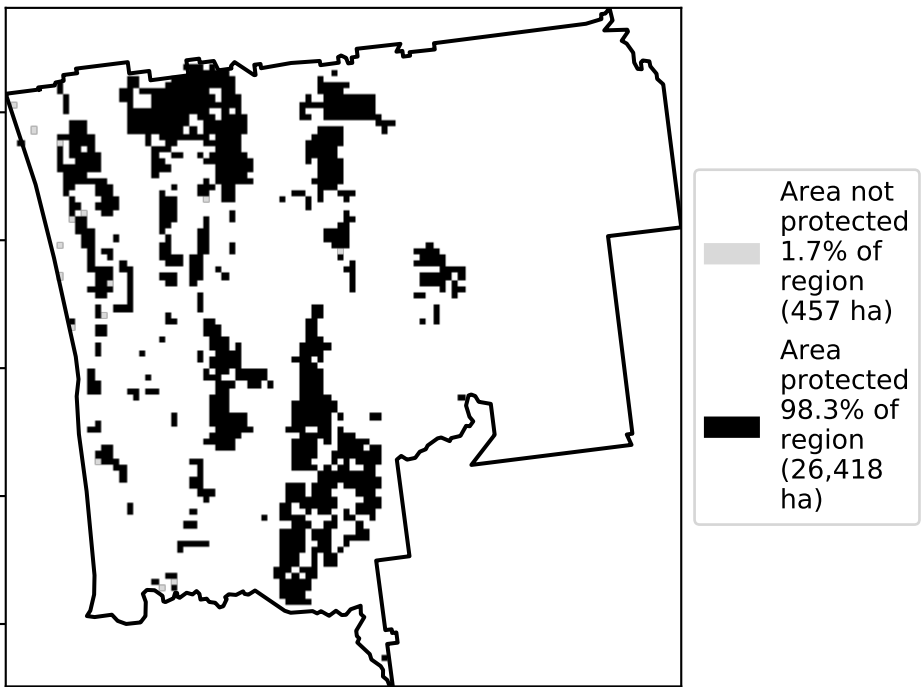 Area not
protected
1.7% of
region
(457 ha)
Area
protected
98.3% of
region
(26,418
ha)